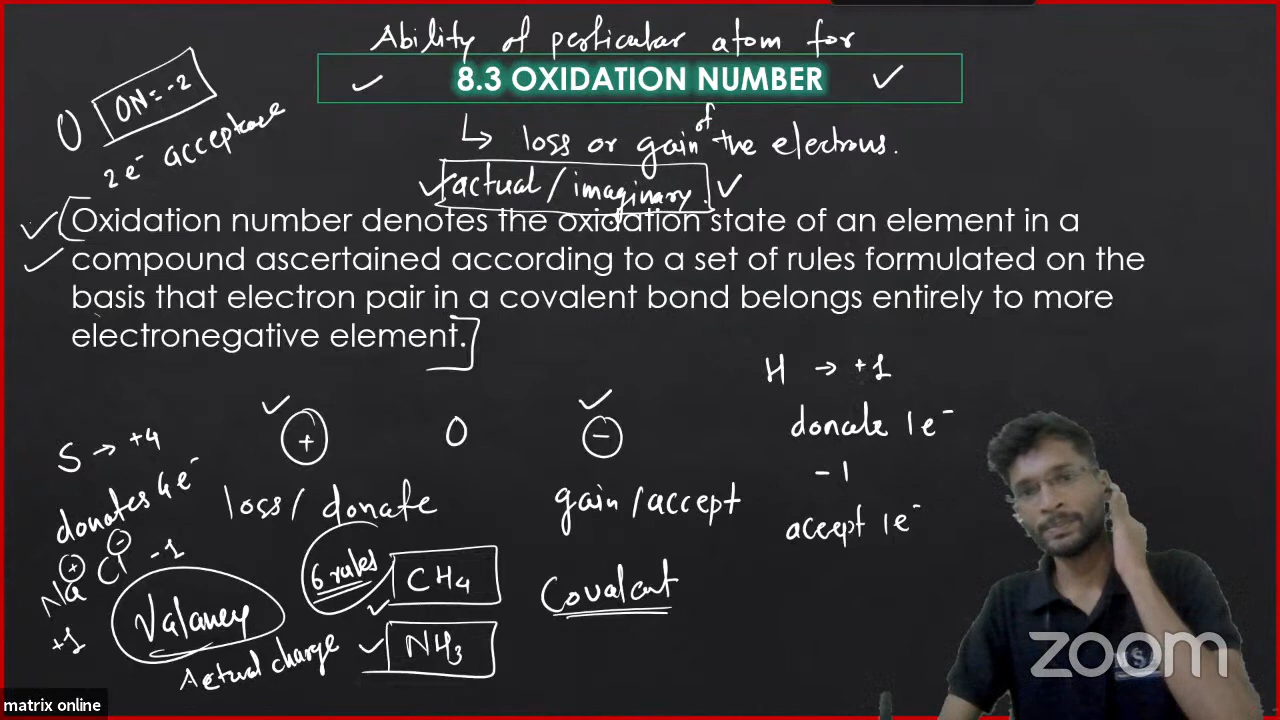 Ability of perticular atom for
8.3 OXIDATION NUMBER
↳ loss or gain of the electrons.
actual / imaginary.
O ON = -2
2e⁻ acceptance
Oxidation number denotes the oxidation state of an element in a
compound ascertained according to a set of rules formulated on the
basis that electron pair in a covalent bond belongs entirely to more
electronegative element.
H → +1
donate 1e⁻
-1
accept 1e⁻
+ O -
loss / donate gain / accept
S → +4
donates 4e⁻
Na⊕ Cl⊖ -1
+1
Valancy
Actual charge
6 rules
CH₄
NH₃
Covalent
zoom
matrix online